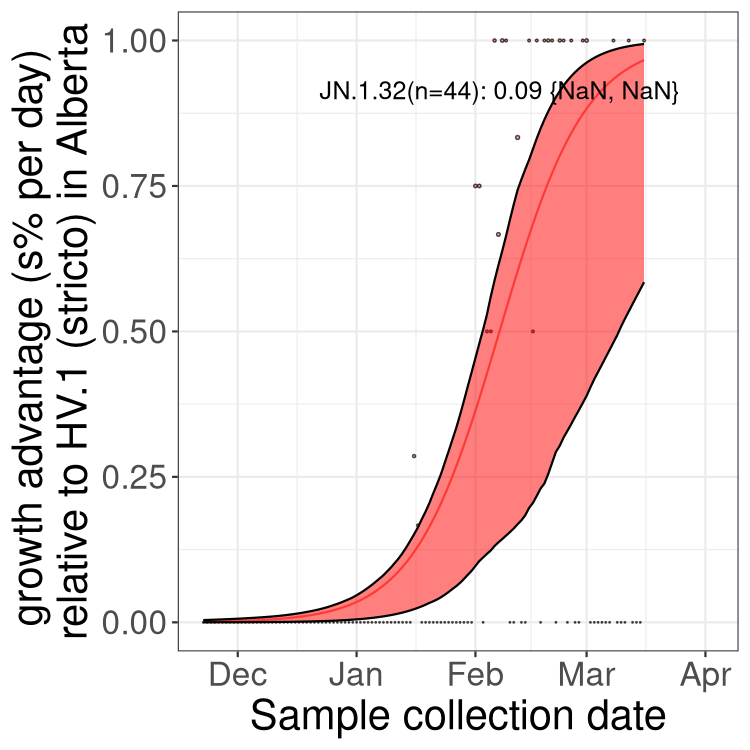 growth advantage (s% per day)
relative to HV.1 (stricto) in Alberta
1.00
0.75
0.50
0.25
0.00
JN.1.32(n=44): 0.09 {NaN, NaN}
Dec Jan Feb Mar Apr
Sample collection date